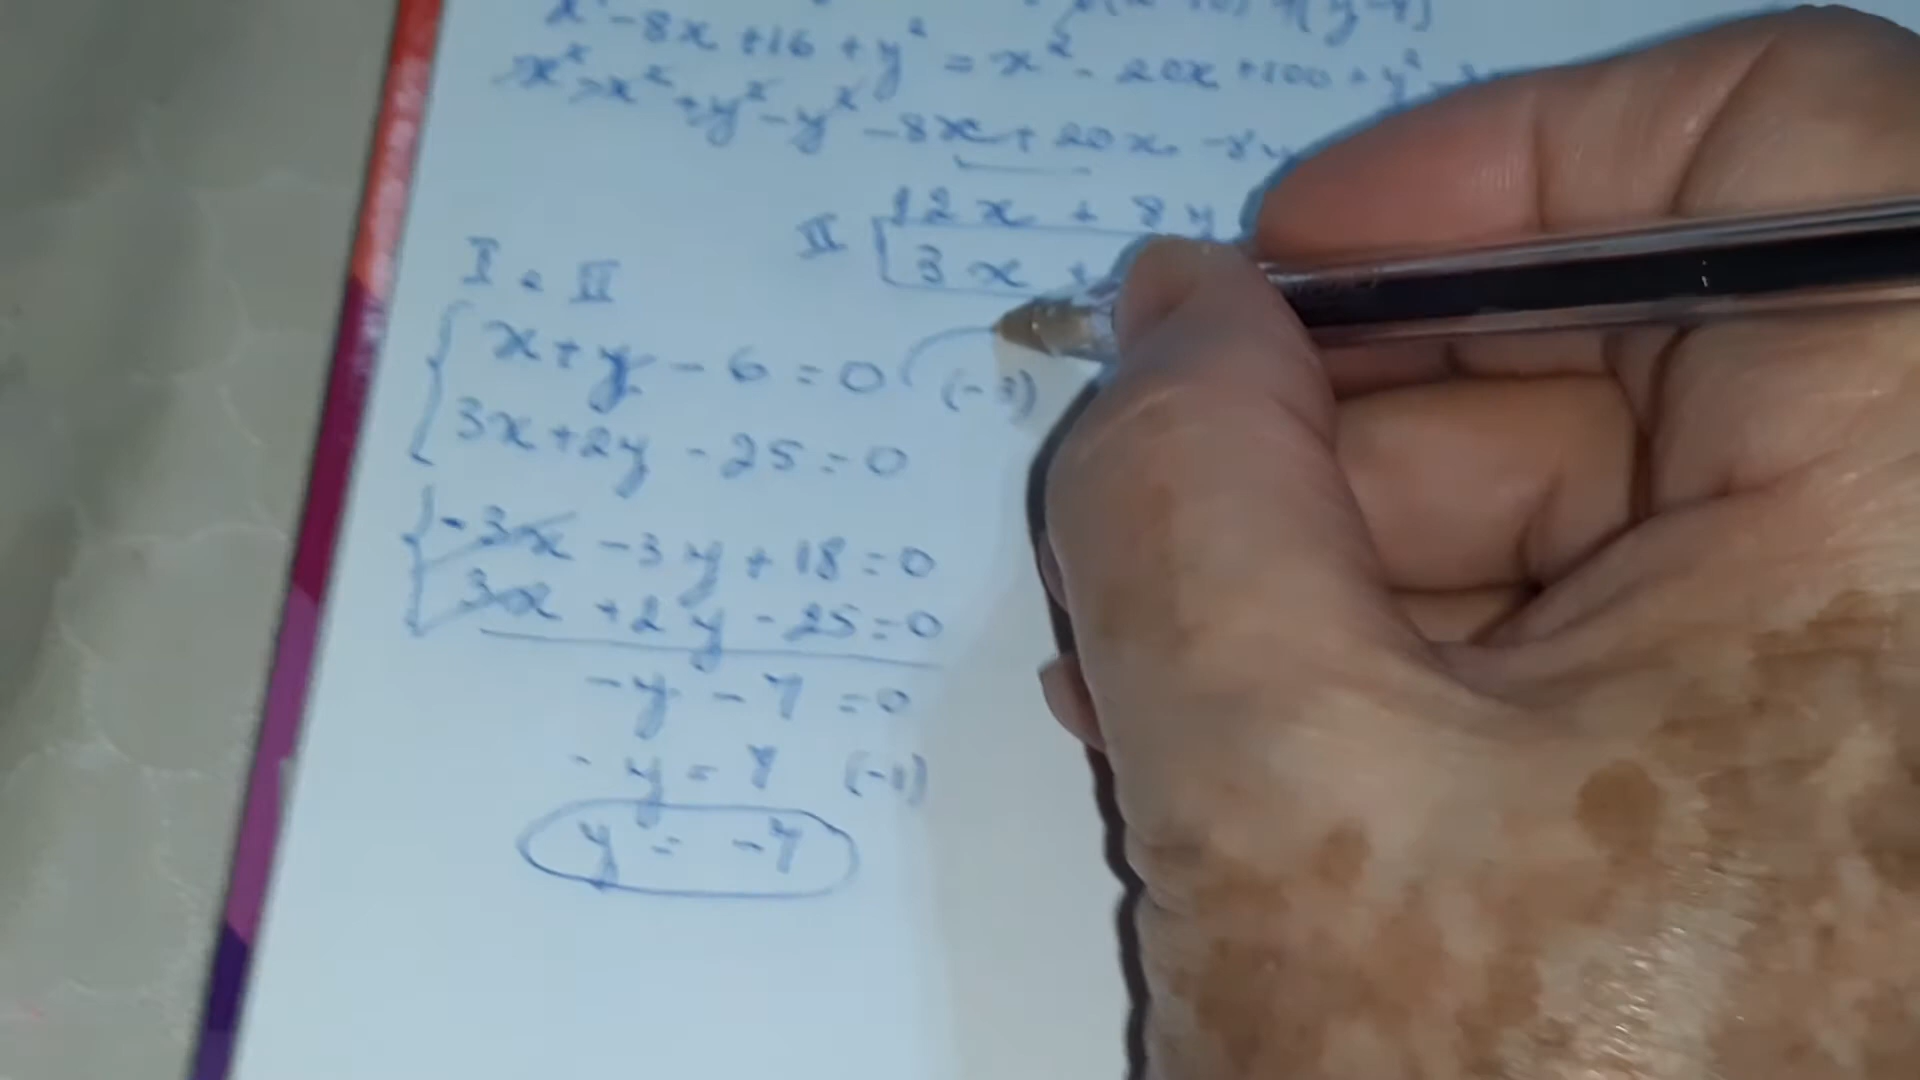 x² - 8x + 16 + y² = x² - 20x + 100 + y²
x² - x² + y² - y² - 8x + 20x - 8y
12x + 8y
II 3x +
I e II
x + y - 6 = 0 (-3)
3x + 2y - 25 = 0
-3x - 3y + 18 = 0
3x + 2y - 25 = 0
-y - 7 = 0
-y = 7 (-1)
y = -7